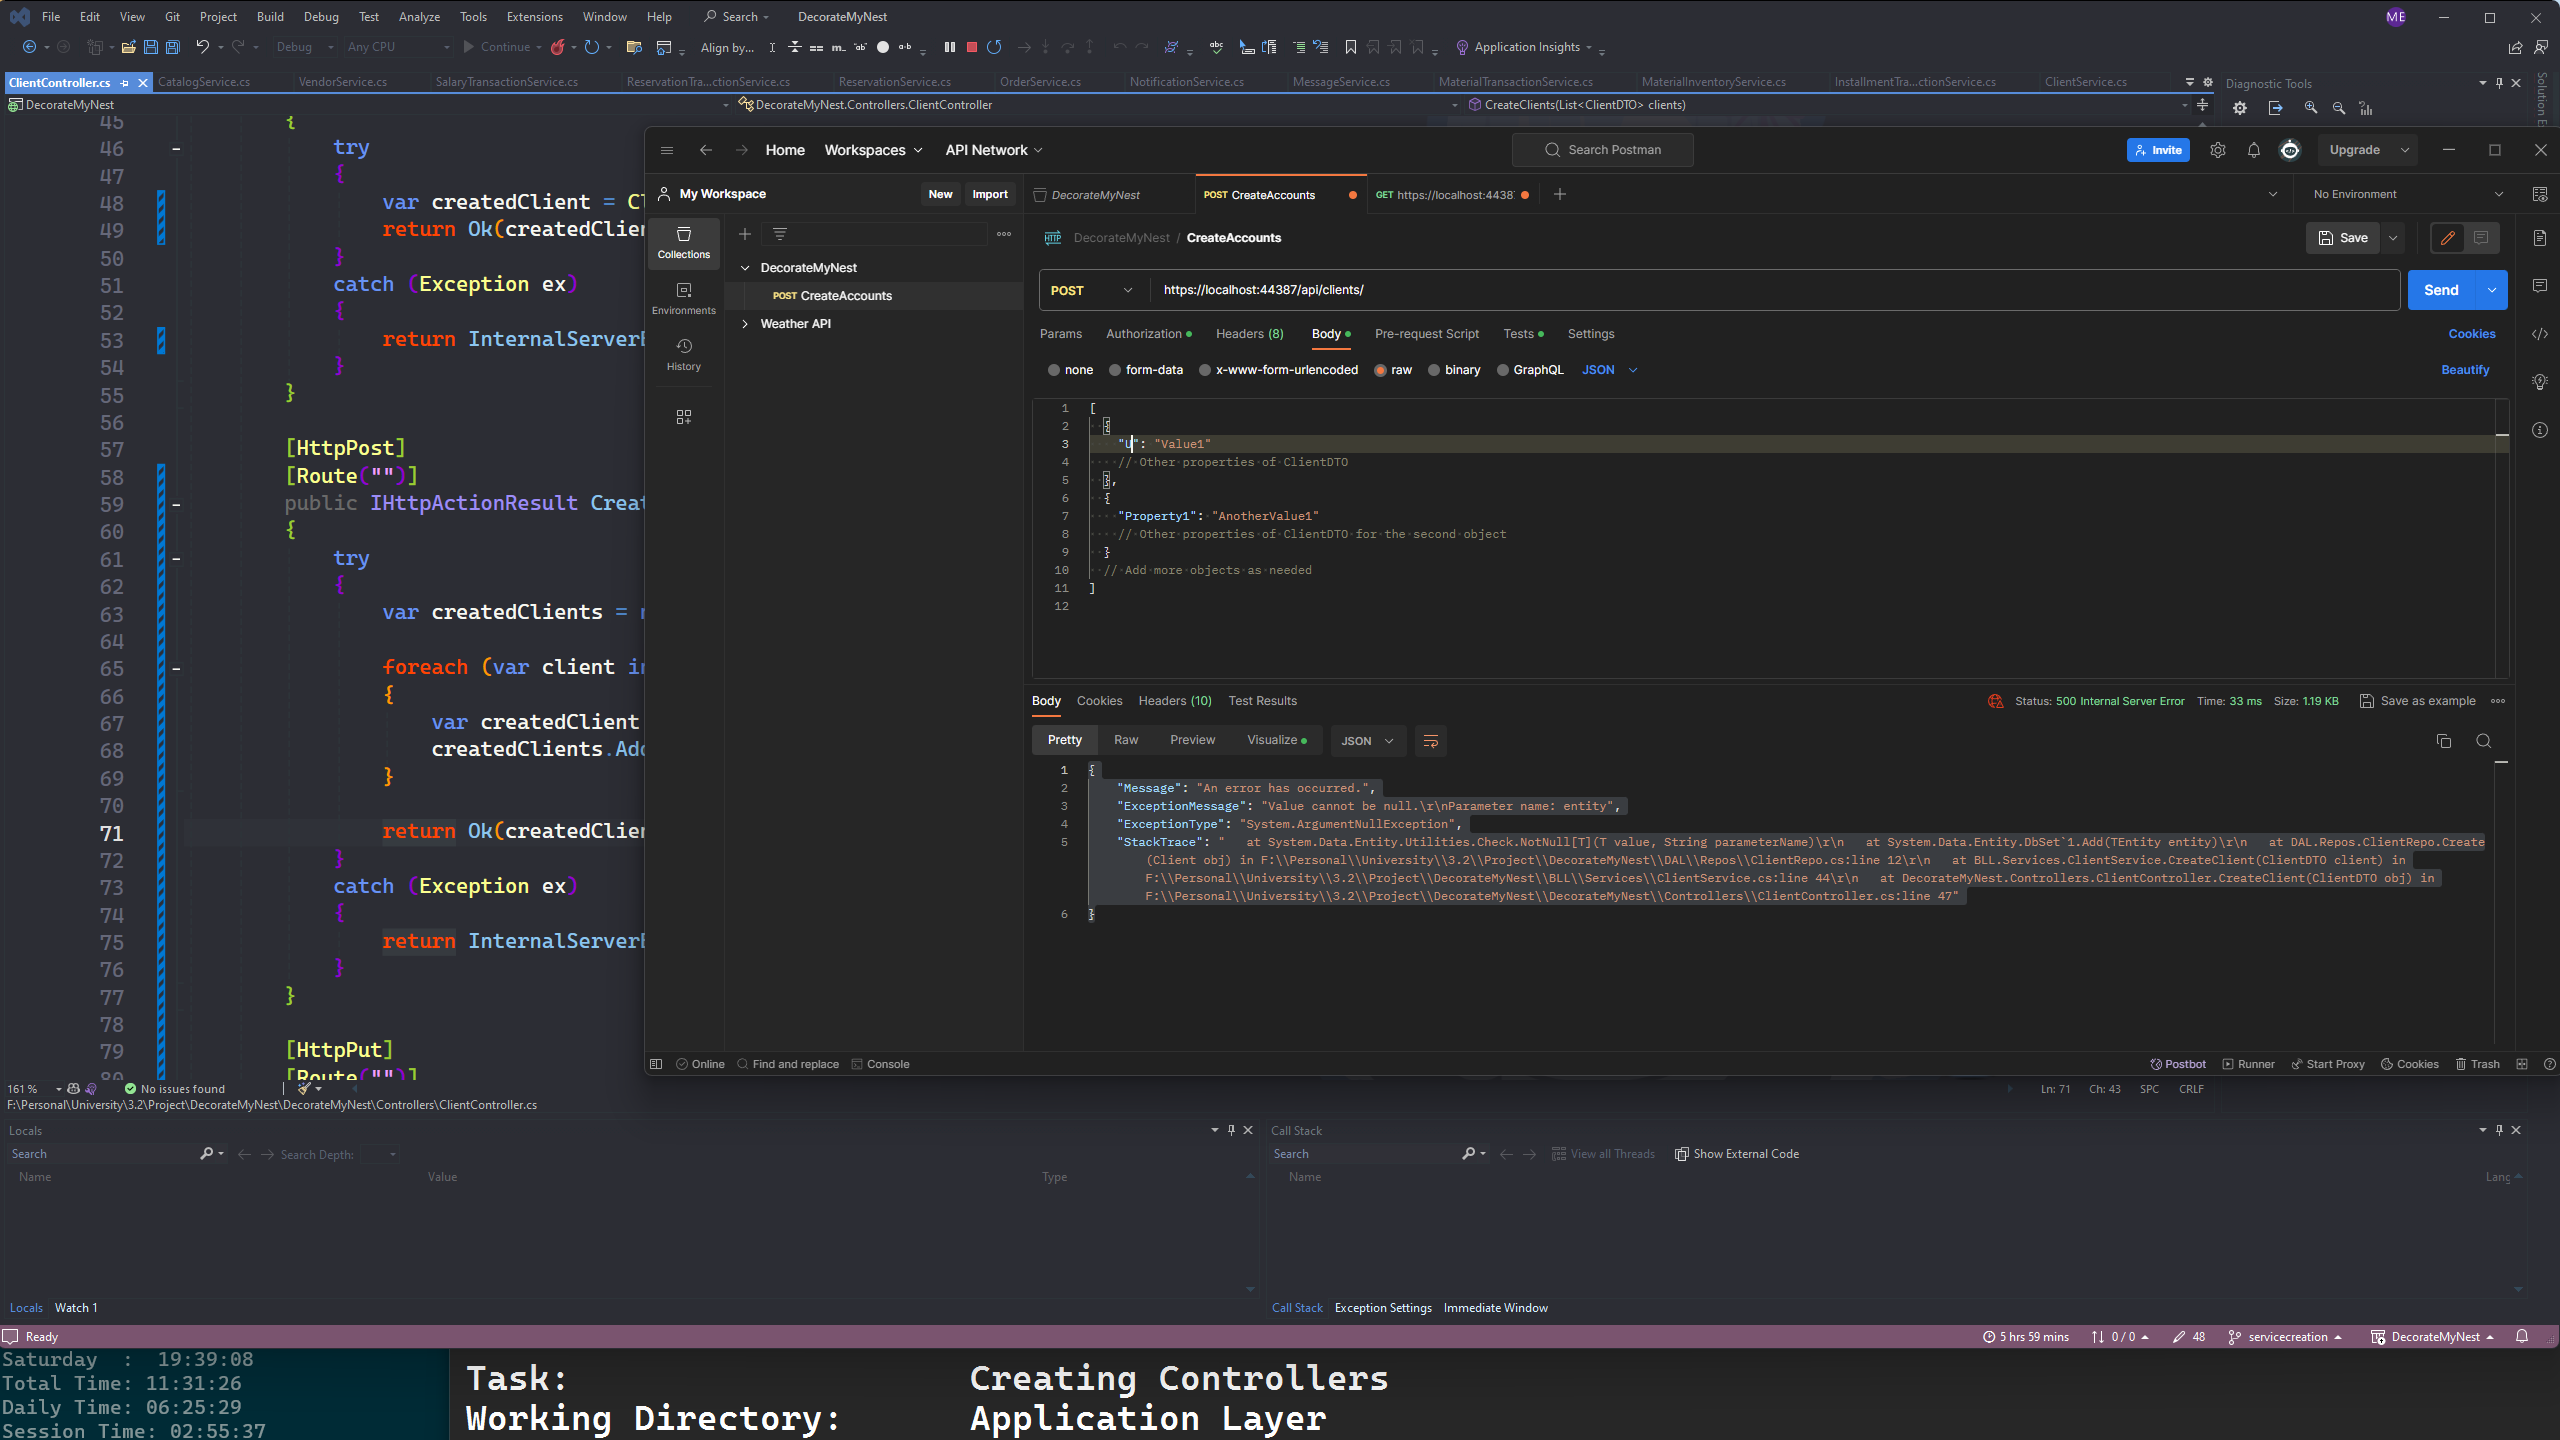 File Edit View Git Project Build Debug Test Analyze Tools Extensions Window Help Search DecorateMyNest ME
Debug Any CPU Continue Align by... Application Insights
ClientController.cs CatalogService.cs VendorService.cs SalaryTransactionService.cs ReservationTra...ctionService.cs ReservationService.cs OrderService.cs NotificationService.cs MessageService.cs MaterialTransactionService.cs MaterialInventoryService.cs InstallmentTra...ctionService.cs ClientService.cs Diagnostic Tools
DecorateMyNest DecorateMyNest.Controllers.ClientController CreateClients(List<ClientDTO> clients)
45 {
46 try
47 {
48 var createdClient = Cl
49 return Ok(createdClien
50 }
51 catch (Exception ex)
52 {
53 return InternalServerE
54 }
55 }
56
57 [HttpPost]
58 [Route("")]
59 public IHttpActionResult Creat
60 {
61 try
62 {
63 var createdClients = n
64
65 foreach (var client in
66 {
67 var createdClient
68 createdClients.Add
69 }
70
71 return Ok(createdClien
72 }
73 catch (Exception ex)
74 {
75 return InternalServerE
76 }
77 }
78
79 [HttpPut]
80 [Route("")]
Home Workspaces API Network Search Postman Invite Upgrade
My Workspace New Import DecorateMyNest POST CreateAccounts GET https://localhost:4438 No Environment
Collections
Environments
History
DecorateMyNest
POST CreateAccounts
Weather API
HTTP DecorateMyNest / CreateAccounts Save
POST https://localhost:44387/api/clients/ Send
Params Authorization Headers (8) Body Pre-request Script Tests Settings Cookies
none form-data x-www-form-urlencoded raw binary GraphQL JSON Beautify
1 [
2 {
3 "U": "Value1"
4 // Other properties of ClientDTO
5 },
6 {
7 "Property1": "AnotherValue1"
8 // Other properties of ClientDTO for the second object
9 }
10 // Add more objects as needed
11 ]
12
Body Cookies Headers (10) Test Results Status: 500 Internal Server Error Time: 33 ms Size: 1.19 KB Save as example
Pretty Raw Preview Visualize JSON
1 {
2 "Message": "An error has occurred.",
3 "ExceptionMessage": "Value cannot be null.\r\nParameter name: entity",
4 "ExceptionType": "System.ArgumentNullException",
5 "StackTrace": "   at System.Data.Entity.Utilities.Check.NotNull[T](T value, String parameterName)\r\n   at System.Data.Entity.DbSet`1.Add(TEntity entity)\r\n   at DAL.Repos.ClientRepo.Create
(Client obj) in F:\\Personal\\University\\3.2\\Project\\DecorateMyNest\\DAL\\Repos\\ClientRepo.cs:line 12\r\n   at BLL.Services.ClientService.CreateClient(ClientDTO client) in
F:\\Personal\\University\\3.2\\Project\\DecorateMyNest\\BLL\\Services\\ClientService.cs:line 44\r\n   at DecorateMyNest.Controllers.ClientController.CreateClient(ClientDTO obj) in
F:\\Personal\\University\\3.2\\Project\\DecorateMyNest\\DecorateMyNest\\Controllers\\ClientController.cs:line 47"
6 }
Online Find and replace Console Postbot Runner Start Proxy Cookies Trash
161 % No issues found Ln: 71 Ch: 43 SPC CRLF
F:\Personal\University\3.2\Project\DecorateMyNest\DecorateMyNest\Controllers\ClientController.cs
Locals Call Stack
Search Search Depth: Search View all Threads Show External Code
Name Value Type Name Lang
Locals Watch 1 Call Stack Exception Settings Immediate Window
Ready 5 hrs 59 mins 0 / 0 48 servicecreation DecorateMyNest
Saturday : 19:39:08
Total Time: 11:31:26
Daily Time: 06:25:29
Session Time: 02:55:37
Task: Creating Controllers
Working Directory: Application Layer